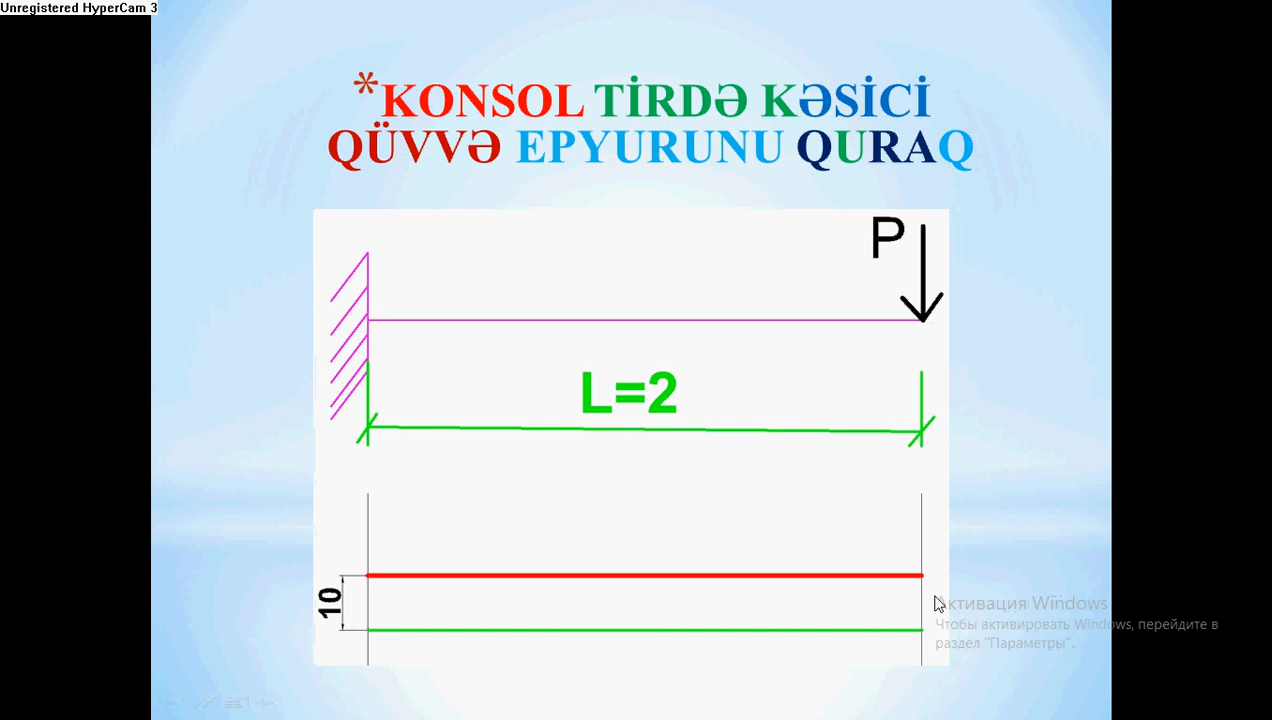 Unregistered HyperCam 3
*KONSOL TİRDƏ KƏSİCİ
QÜVVƏ EPYURUNU QURAQ
P
L=2
10
Активация Windows
Чтобы активировать Windows, перейдите в
раздел "Параметры".